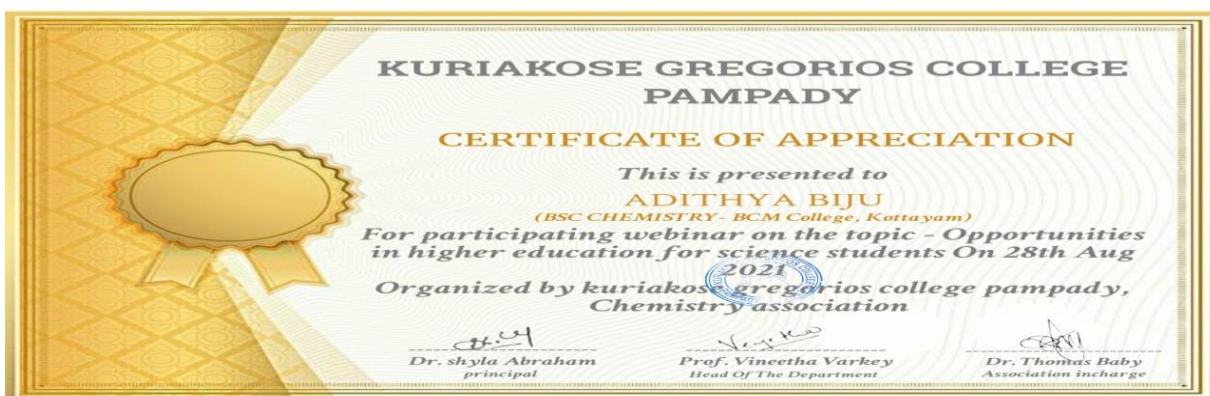 KURIAKOSE GREGORIOS COLLEGE
PAMPADY
CERTIFICATE OF APPRECIATION
This is presented to
ADITHYA BIJU
(BSC CHEMISTRY- BCM College, Kottayam)
For participating webinar on the topic - Opportunities
in higher education for science students On 28th Aug
2021
Organized by kuriakose gregorios college pampady,
Chemistry association
Dr. shyla Abraham
principal
Prof. Vineetha Varkey
Head Of The Department
Dr. Thomas Baby
Association incharge